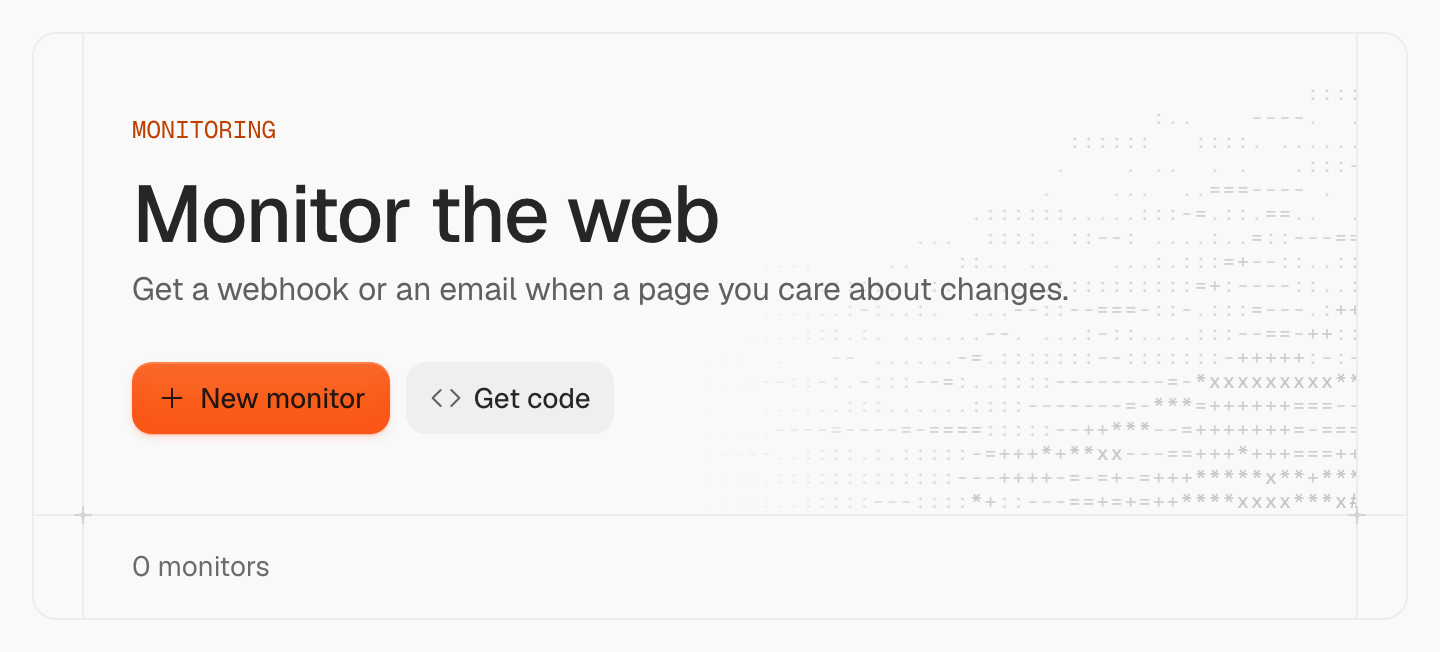 MONITORING
Monitor the web
Get a webhook or an email when a page you care about changes.
New monitor
Get code
0 monitors